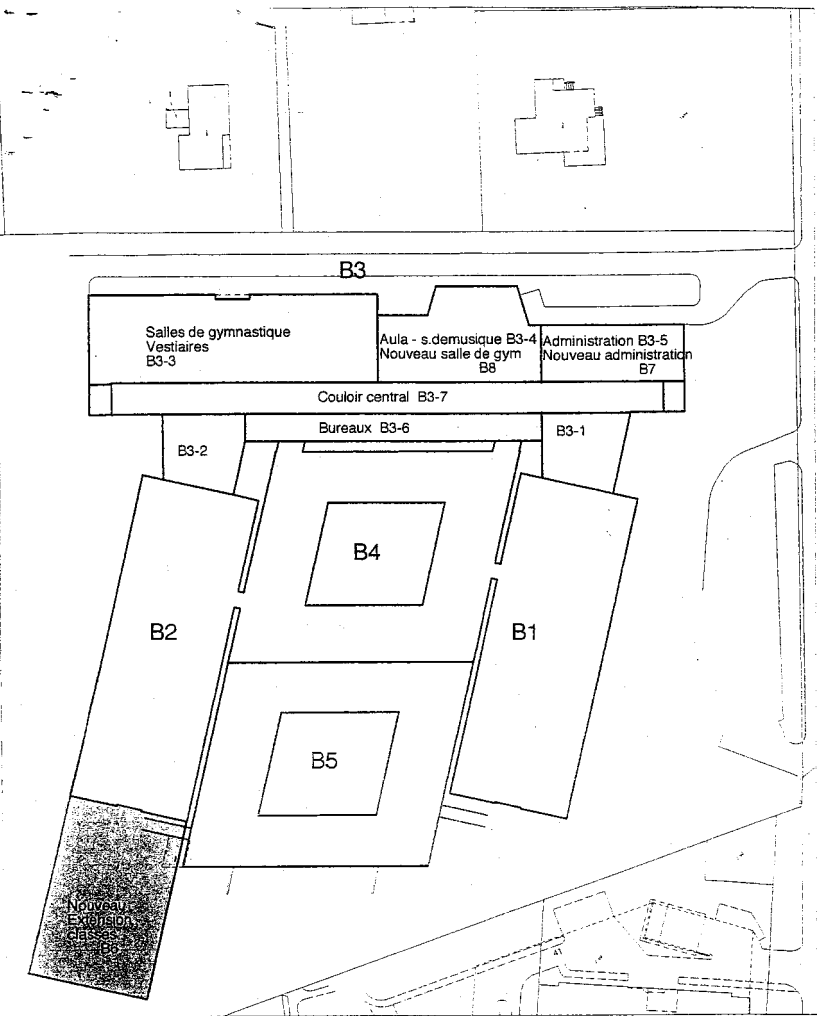 B3
Salles de gymnastique
Vestiaires
B3-3
Aula - s.demusique B3-4
Nouveau salle de gym
B8
Administration B3-5
Nouveau administration
B7
Couloir central B3-7
Bureaux B3-6
B3-2
B3-1
B4
B2
B1
B5
Nouveau
Extension
classes
B6
41